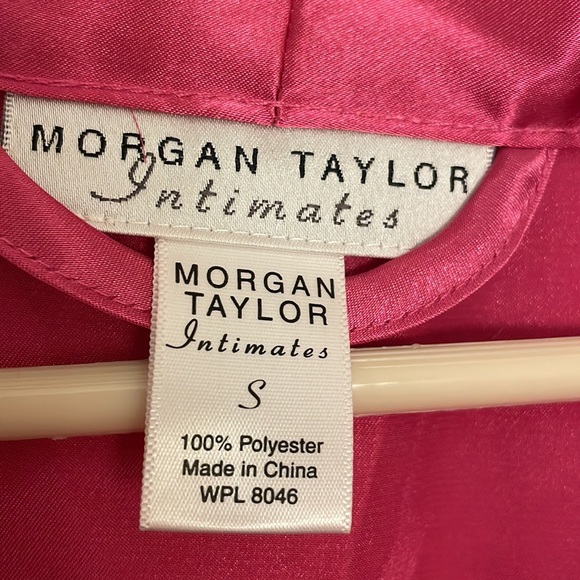 MORGAN TAYLOR
Intimates
MORGAN
TAYLOR
Intimates
S
100% Polyester
Made in China
WPL 8046